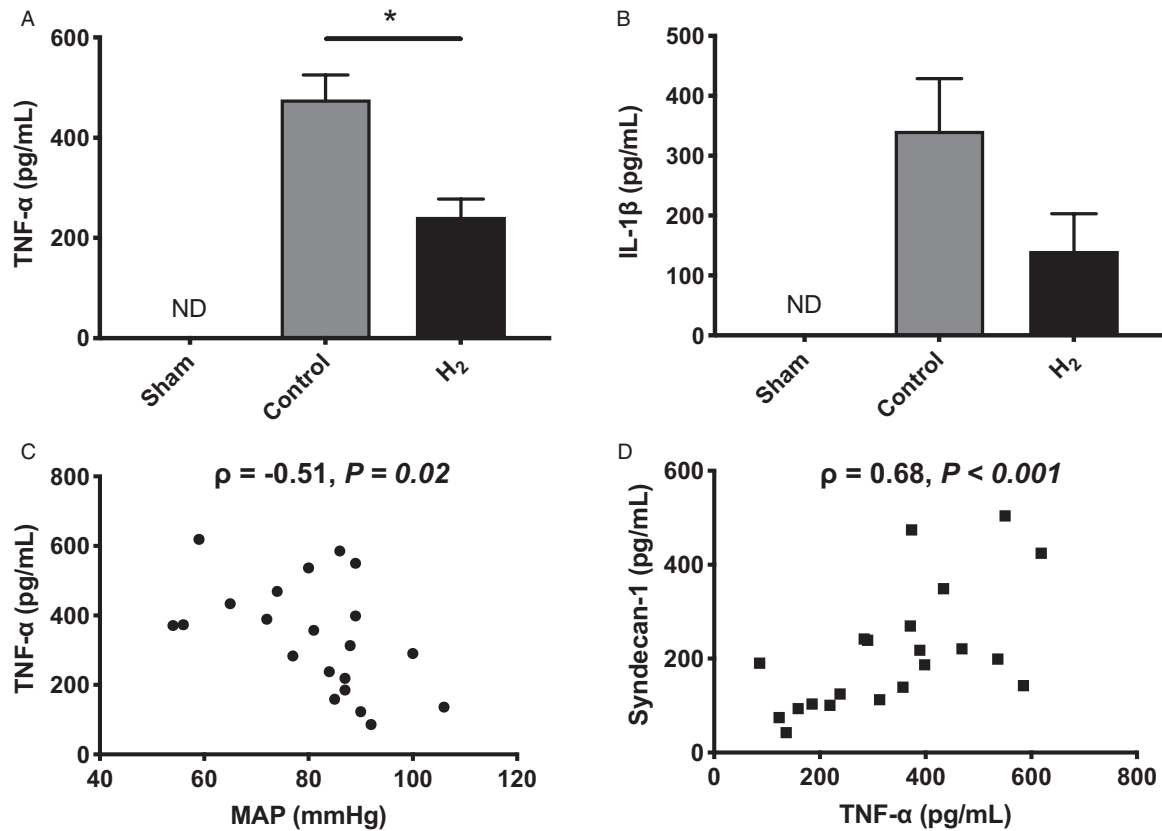 A
*
600
400
200
0
TNF-α (pg/mL)
ND
Sham
Control
H₂
B
500
400
300
200
100
0
IL-1β (pg/mL)
ND
Sham
Control
H₂
C
ρ = -0.51, P = 0.02
800
600
400
200
0
TNF-α (pg/mL)
40 60 80 100 120
MAP (mmHg)
D
ρ = 0.68, P < 0.001
600
400
200
0
Syndecan-1 (pg/mL)
0 200 400 600 800
TNF-α (pg/mL)